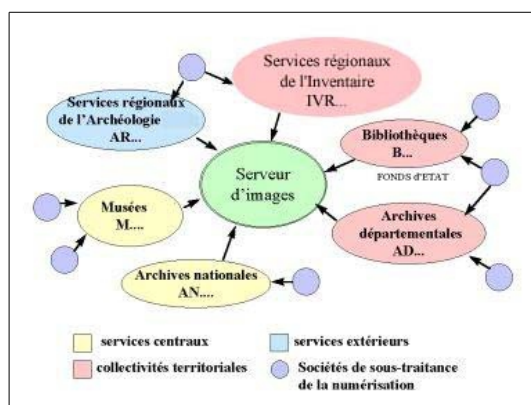 Services régionaux
de l'Inventaire
IVR...
Services régionaux
de l'Archéologie
AR...
Bibliothèques
B...
FONDS d'ETAT
Serveur
d'images
Musées
M....
Archives
départementales
AD...
Archives nationales
AN....
services centraux
services extérieurs
collectivités territoriales
Sociétés de sous-traitance
de la numérisation